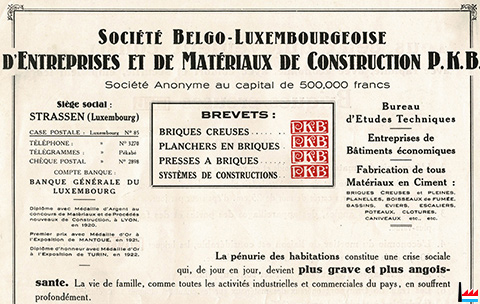 SOCIÉTÉ BELGO-LUXEMBOURGEOISE
D'ENTREPRISES ET DE MATÉRIAUX DE CONSTRUCTION P.K.B.
Société Anonyme au capital de 500,000 francs
Siège social :
STRASSEN (Luxembourg)
CASE POSTALE : Luxembourg N° 85
TÉLÉPHONE : " N° 3270
TÉLÉGRAMMES : " Pékabé
CHÈQUE POSTAL " N° 2898
COMPTE BANQUE :
BANQUE GÉNÉRALE DU
LUXEMBOURG
Diplôme avec Médaille d'Argent au
concours de Matériaux et de Procédés
nouveaux de Construction, à LYON,
en 1920.
Premier prix avec Médaille d'Or à
l'Exposition de MANTOUE, en 1921.
Diplôme d'honneur avec Médaille d'Or
à l'Exposition de TURIN, en 1922.
BREVETS :
BRIQUES CREUSES ..... PKB
PLANCHERS EN BRIQUES . PKB
PRESSES A BRIQUES ... PKB
SYSTÈMES DE CONSTRUCTIONS . PKB
Bureau
d'Etudes Techniques
Entreprises de
Bâtiments économiques
Fabrication de tous
Matériaux en Ciment :
BRIQUES CREUSES ET PLEINES,
PLANELLES, BOISSEAUX DE FUMÉE,
BASSINS, EVIERS, ESCALIERS,
POTEAUX, CLOTURES,
CANIVEAUX etc., etc.
La pénurie des habitations constitue une crise sociale
qui, de jour en jour, devient plus grave et plus angois-
sante. La vie de famille, comme toutes les activités industrielles et commerciales du pays, en souffrent
profondément.